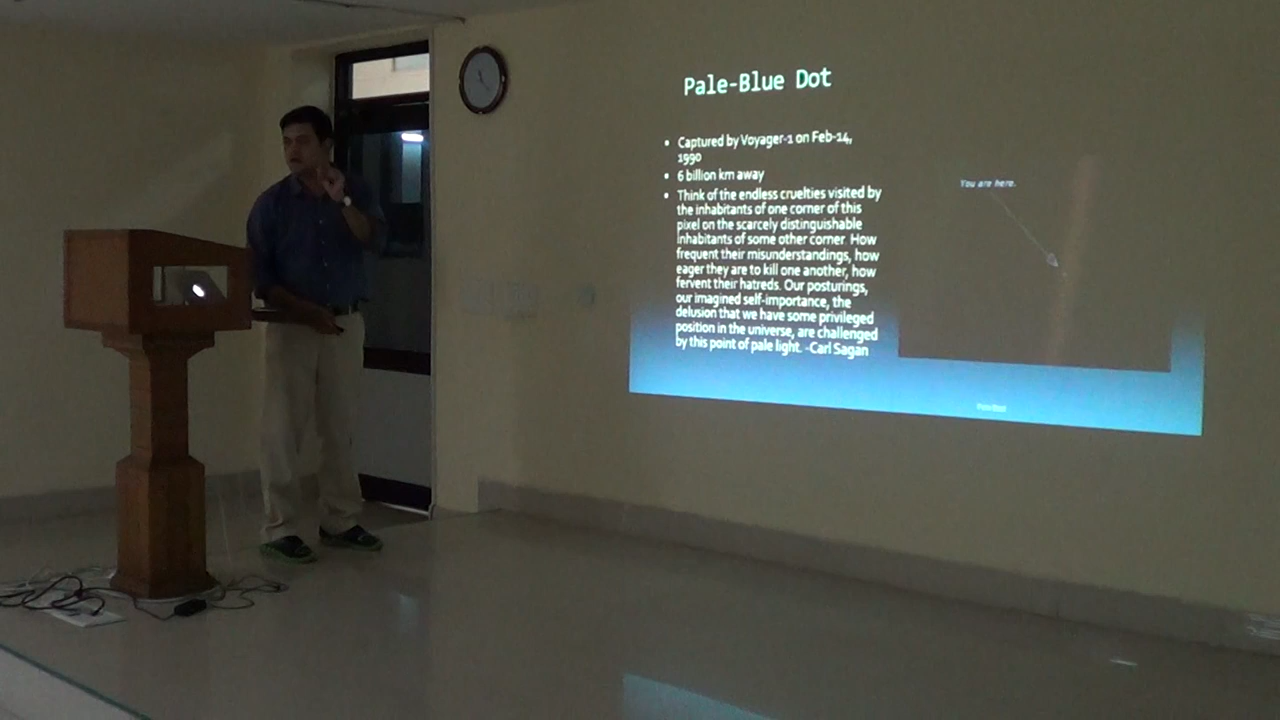 Pale-Blue Dot
• Captured by Voyager-1 on Feb-14,
1990
• 6 billion km away
• Think of the endless cruelties visited by
the inhabitants of one corner of this
pixel on the scarcely distinguishable
inhabitants of some other corner. How
frequent their misunderstandings, how
eager they are to kill one another, how
fervent their hatreds. Our posturings,
our imagined self-importance, the
delusion that we have some privileged
position in the universe, are challenged
by this point of pale light. -Carl Sagan
You are here.